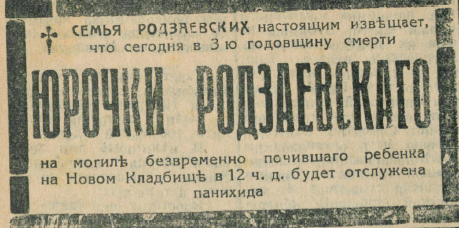 † СЕМЬЯ РОДЗАЕВСКИХ настоящим извѣщает,
что сегодня в 3 ю годовщину смерти
ЮРОЧКИ РОДЗАЕВСКАГО
на могилѣ безвременно почившаго ребенка
на Новом Кладбищѣ в 12 ч. д. будет отслужена
панихида